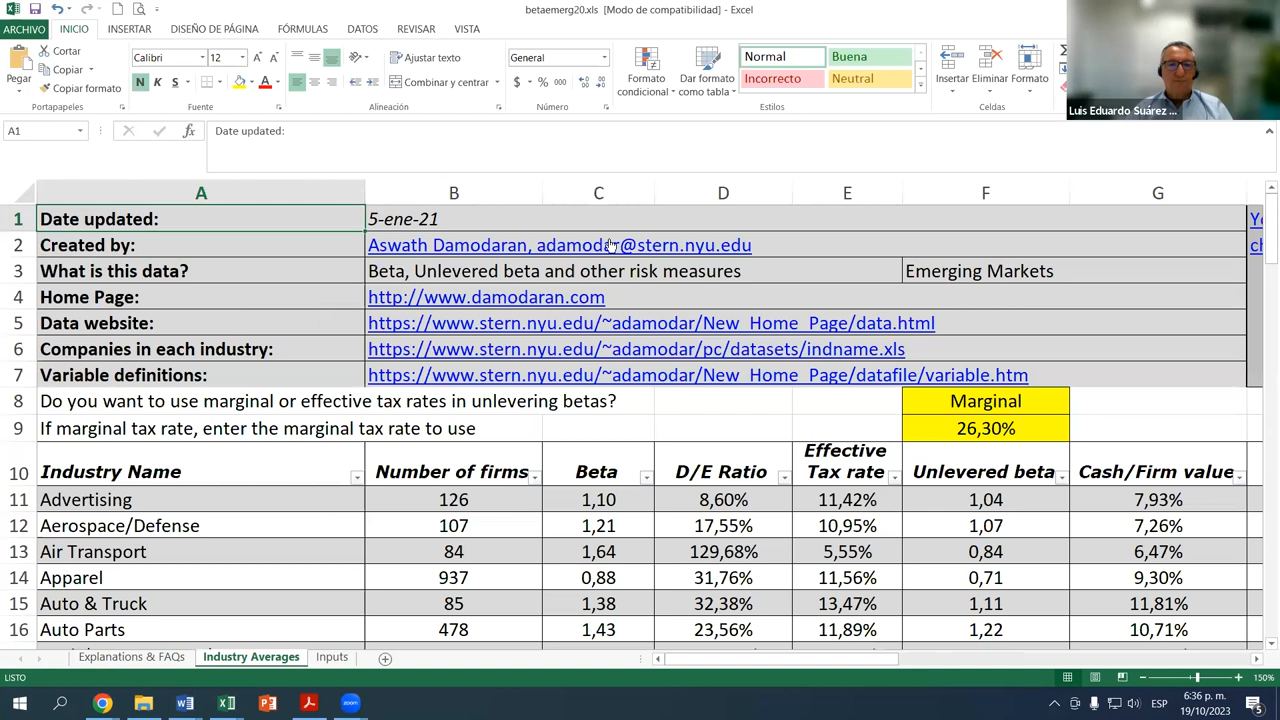 betaemerg20.xls [Modo de compatibilidad] - Excel
ARCHIVO INICIO INSERTAR DISEÑO DE PÁGINA FÓRMULAS DATOS REVISAR VISTA
Pegar
Cortar
Copiar
Copiar formato
Portapapeles
Calibri 12
N K S
Fuente
Ajustar texto
Combinar y centrar
Alineación
General
$ % 000
Número
Formato condicional
Dar formato como tabla
Normal Buena
Incorrecto Neutral
Estilos
Insertar Eliminar Formato
Celdas
Luis Eduardo Suárez ...
A1 fx Date updated:
A B C D E F G
1 Date updated: 5-ene-21
2 Created by: Aswath Damodaran, adamodar@stern.nyu.edu
3 What is this data? Beta, Unlevered beta and other risk measures Emerging Markets
4 Home Page: http://www.damodaran.com
5 Data website: https://www.stern.nyu.edu/~adamodar/New_Home_Page/data.html
6 Companies in each industry: https://www.stern.nyu.edu/~adamodar/pc/datasets/indname.xls
7 Variable definitions: https://www.stern.nyu.edu/~adamodar/New_Home_Page/datafile/variable.htm
8 Do you want to use marginal or effective tax rates in unlevering betas? Marginal
9 If marginal tax rate, enter the marginal tax rate to use 26,30%
10 Industry Name Number of firms Beta D/E Ratio Effective Tax rate Unlevered beta Cash/Firm value
11 Advertising 126 1,10 8,60% 11,42% 1,04 7,93%
12 Aerospace/Defense 107 1,21 17,55% 10,95% 1,07 7,26%
13 Air Transport 84 1,64 129,68% 5,55% 0,84 6,47%
14 Apparel 937 0,88 31,76% 11,56% 0,71 9,30%
15 Auto & Truck 85 1,38 32,38% 13,47% 1,11 11,81%
16 Auto Parts 478 1,43 23,56% 11,89% 1,22 10,71%
Explanations & FAQs Industry Averages Inputs
LISTO 150%
ESP 6:36 p. m.
19/10/2023
5